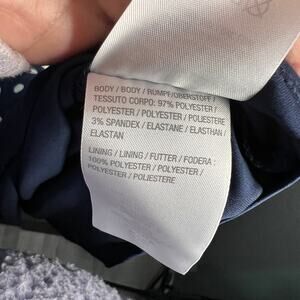 BODY / BODY / RUMPF/OBERSTOFF /
TESSUTO CORPO: 97% POLYESTER /
POLYESTER / POLYESTER / POLIESTERE
3% SPANDEX / ELASTANE / ELASTHAN /
ELASTAN
LINING / LINING / FUTTER / FODERA :
100% POLYESTER / POLYESTER /
POLYESTER / POLIESTERE